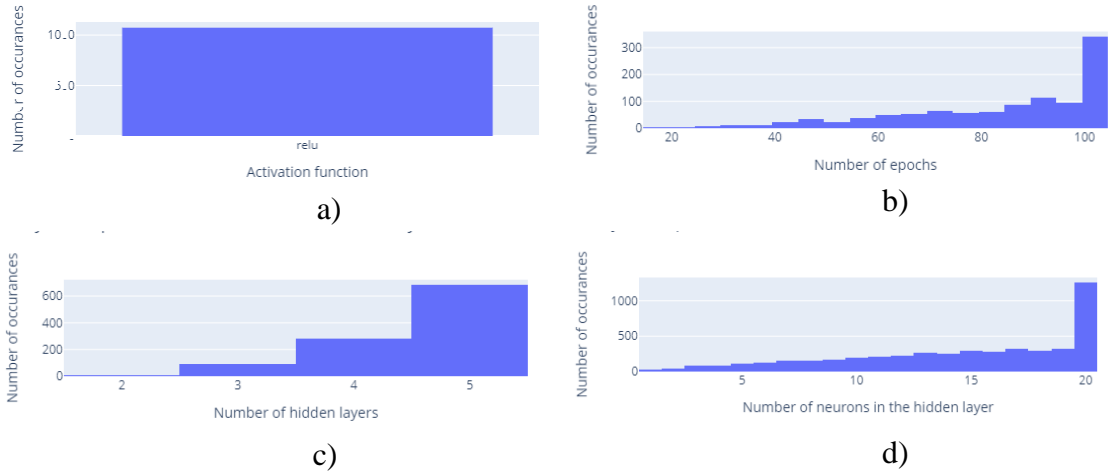 Number of occurances
10.0
5.0
relu
Activation function
a)
Number of occurances
300
200
100
0
20
40
60
80
100
Number of epochs
b)
Number of occurances
600
400
200
0
2
3
4
5
Number of hidden layers
c)
Number of occurances
1000
500
0
5
10
15
20
Number of neurons in the hidden layer
d)